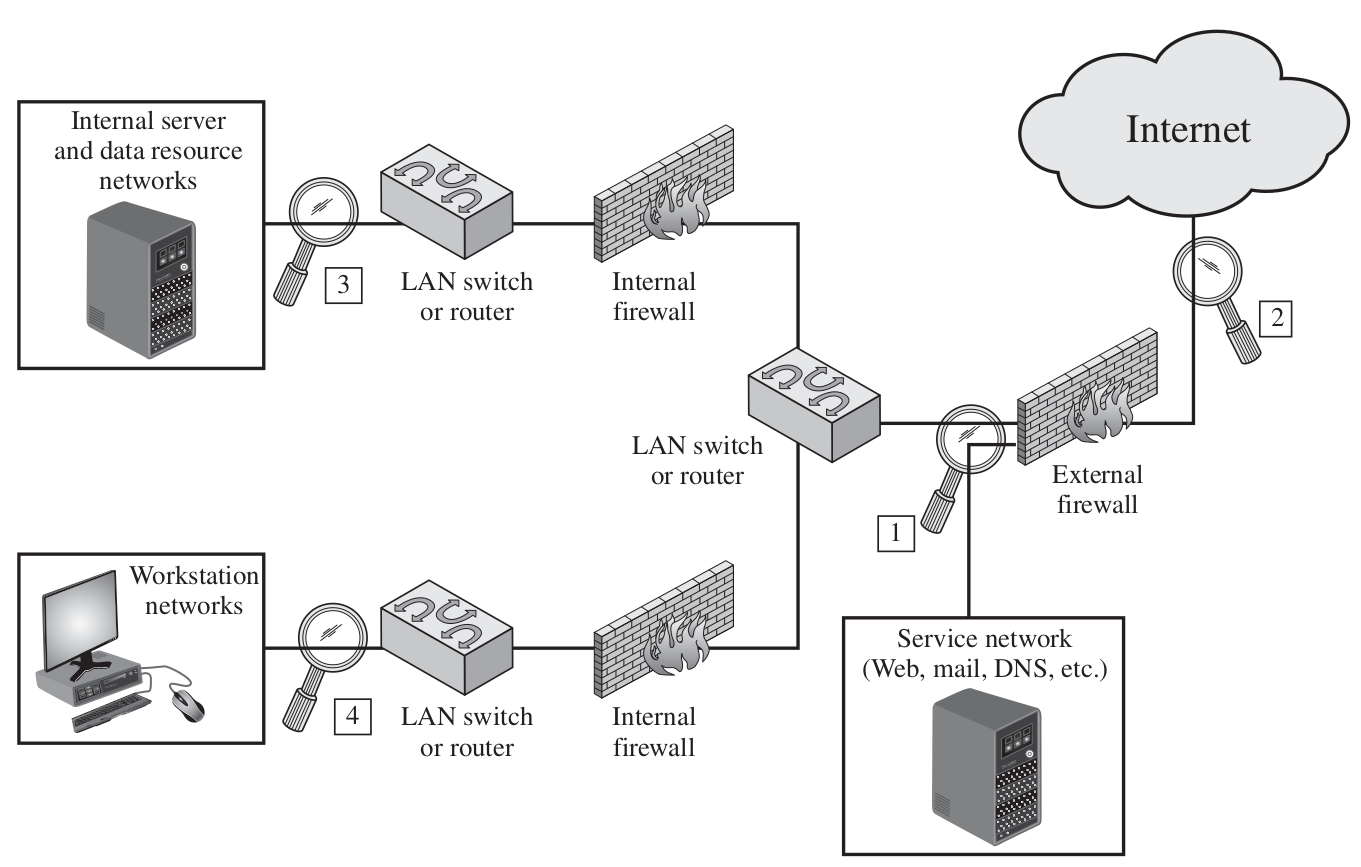 Internet
Internal server
and data resource
networks
3
LAN switch
or router
Internal
firewall
2
LAN switch
or router
External
firewall
1
Workstation
networks
4
LAN switch
or router
Internal
firewall
Service network
(Web, mail, DNS, etc.)